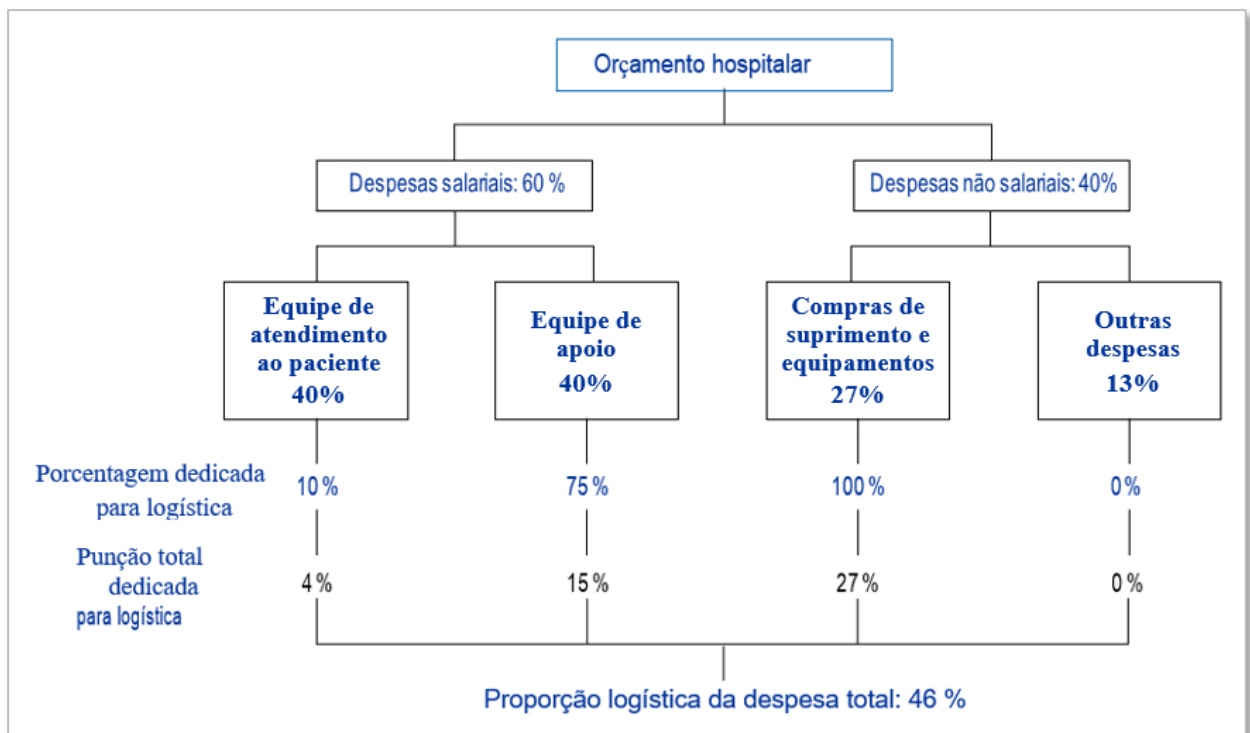 Orçamento hospitalar
Despesas salariais: 60 %
Despesas não salariais: 40%
Equipe de
atendimento
ao paciente
40%
Equipe de
apoio
40%
Compras de
suprimento e
equipamentos
27%
Outras
despesas
13%
Porcentagem dedicada
para logística
10 %
75 %
100 %
0 %
Punção total
dedicada
para logística
4 %
15 %
27 %
0 %
Proporção logística da despesa total: 46 %